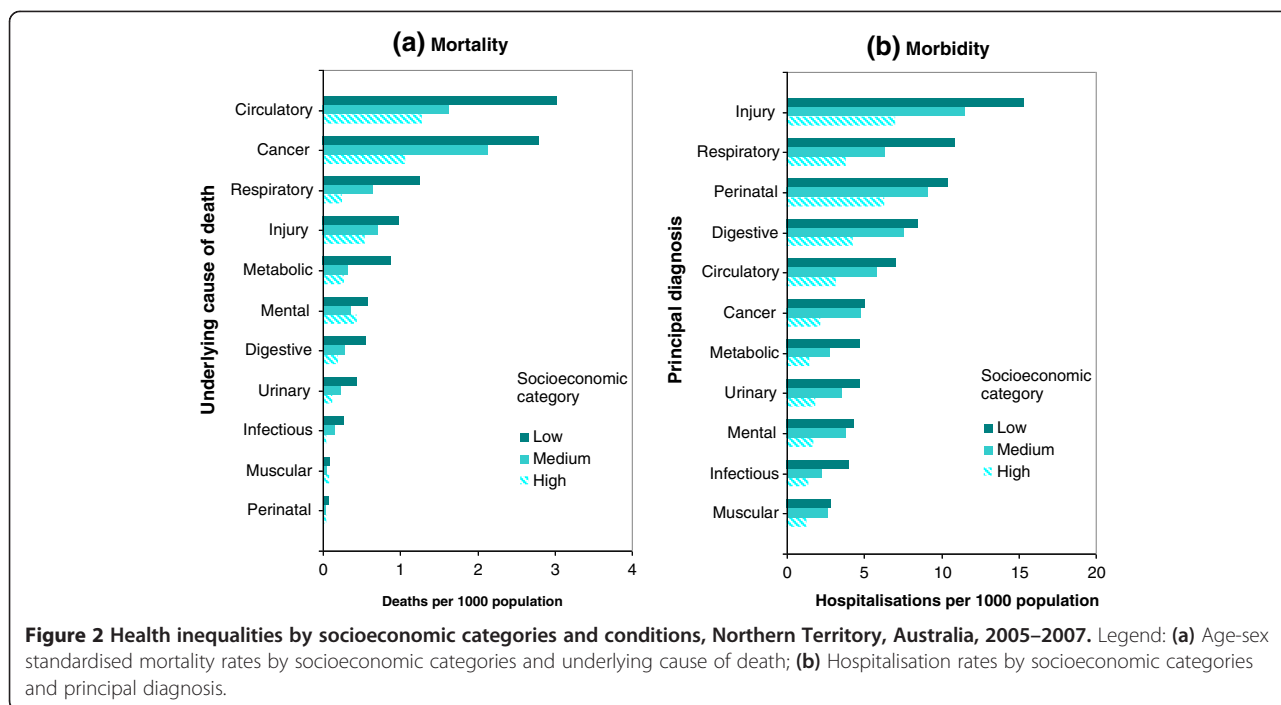 (a) Mortality
Underlying cause of death
Circulatory
Cancer
Respiratory
Injury
Metabolic
Mental
Digestive
Urinary
Infectious
Muscular
Perinatal
Socioeconomic
category
Low
Medium
High
0 1 2 3 4
Deaths per 1000 population
(b) Morbidity
Principal diagnosis
Injury
Respiratory
Perinatal
Digestive
Circulatory
Cancer
Metabolic
Urinary
Mental
Infectious
Muscular
Socioeconomic
category
Low
Medium
High
0 5 10 15 20
Hospitalisations per 1000 population
Figure 2 Health inequalities by socioeconomic categories and conditions, Northern Territory, Australia, 2005–2007. Legend: (a) Age-sex
standardised mortality rates by socioeconomic categories and underlying cause of death; (b) Hospitalisation rates by socioeconomic categories
and principal diagnosis.